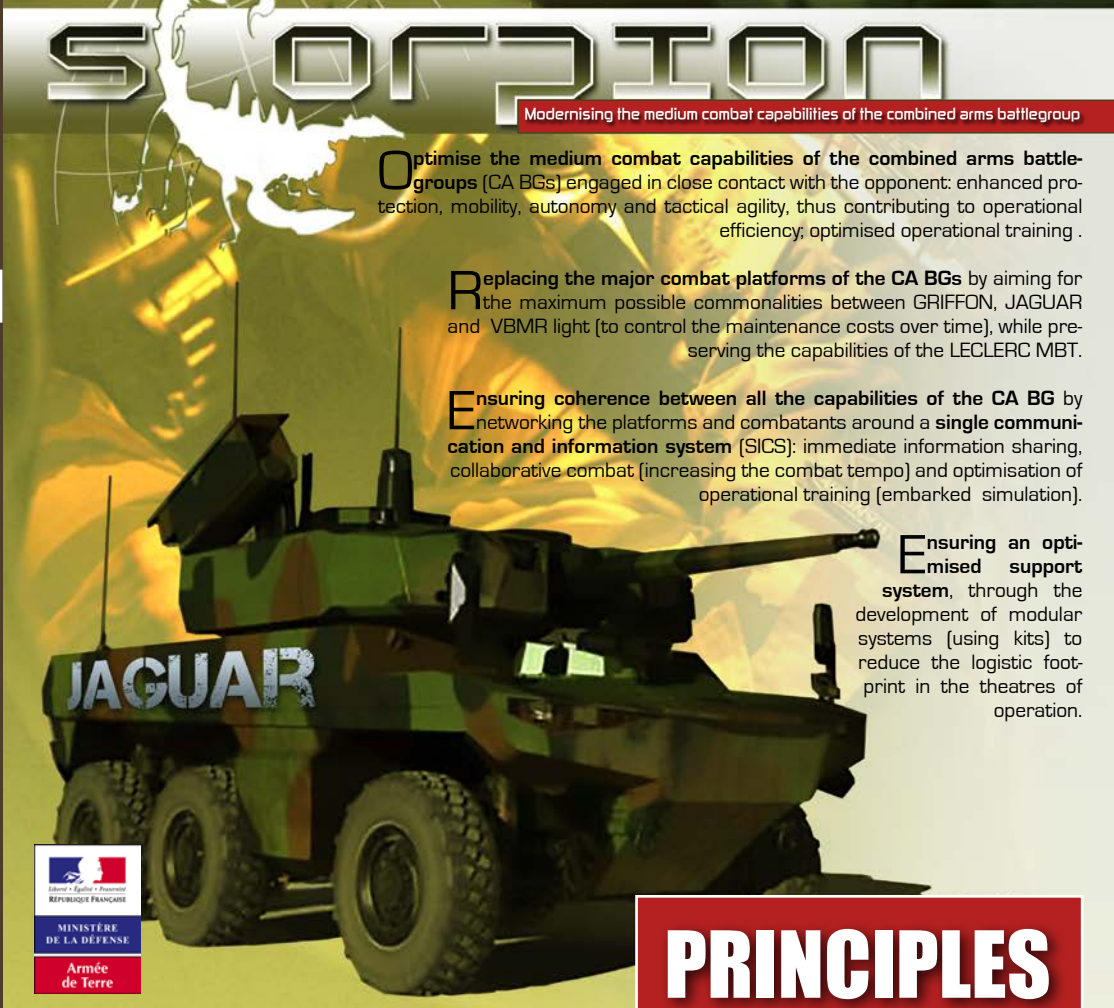 scorpion
Modernising the medium combat capabilities of the combined arms battlegroup
Optimise the medium combat capabilities of the combined arms battle-
groups (CA BGs) engaged in close contact with the opponent: enhanced pro-
tection, mobility, autonomy and tactical agility, thus contributing to operational
efficiency; optimised operational training .
Replacing the major combat platforms of the CA BGs by aiming for
the maximum possible commonalities between GRIFFON, JAGUAR
and VBMR light (to control the maintenance costs over time), while pre-
serving the capabilities of the LECLERC MBT.
Ensuring coherence between all the capabilities of the CA BG by
networking the platforms and combatants around a single communi-
cation and information system (SICS): immediate information sharing,
collaborative combat (increasing the combat tempo) and optimisation of
operational training (embarked simulation).
Ensuring an opti-
mised support
system, through the
development of modular
systems (using kits) to
reduce the logistic foot-
print in the theatres of
operation.
JAGUAR
Liberté • Égalité • Fraternité
RÉPUBLIQUE FRANÇAISE
MINISTÈRE
DE LA DÉFENSE
Armée
de Terre
PRINCIPLES